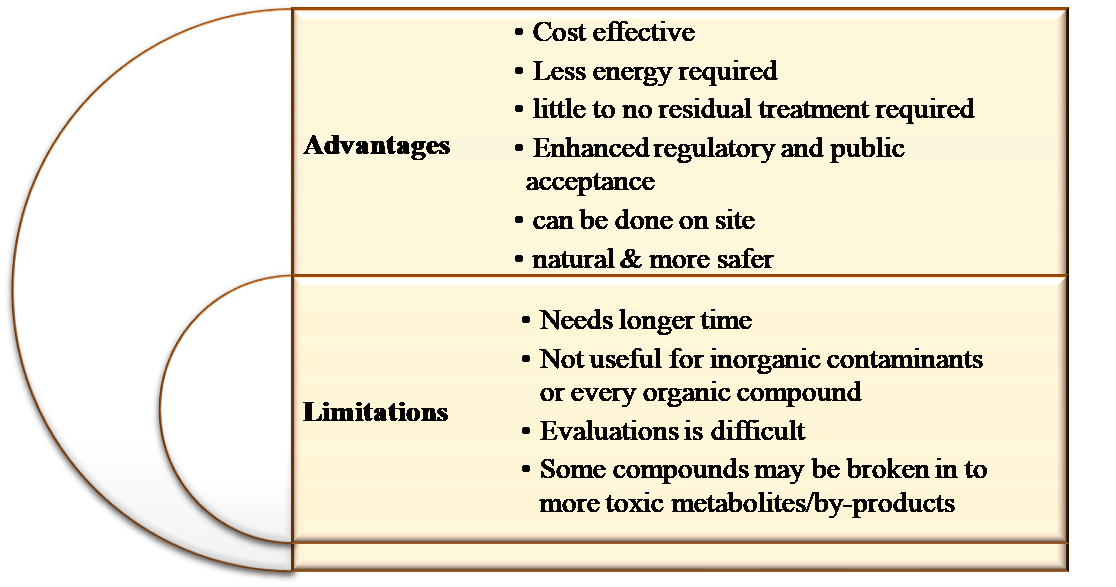 Advantages
• Cost effective
• Less energy required
• little to no residual treatment required
• Enhanced regulatory and public
acceptance
• can be done on site
• natural & more safer
Limitations
• Needs longer time
• Not useful for inorganic contaminants
or every organic compound
• Evaluations is difficult
• Some compounds may be broken in to
more toxic metabolites/by-products